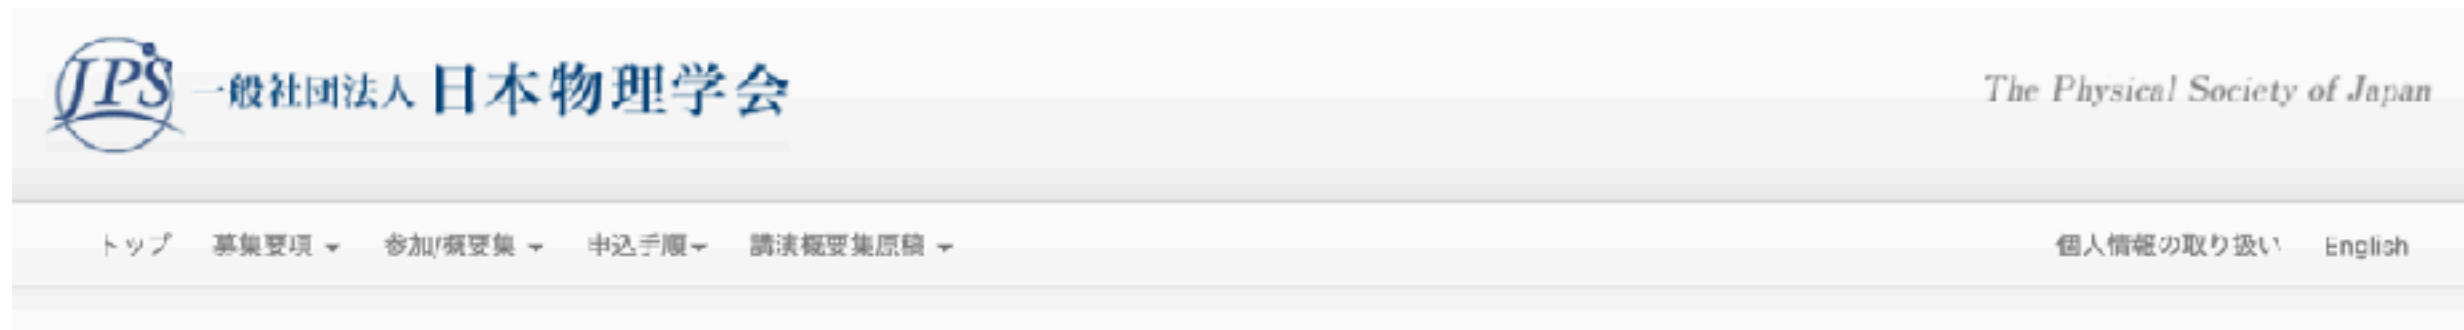 JPS 一般社団法人 日本物理学会 The Physical Society of Japan
トップ 募集要項 参加/概要集 申込手順 講演概要集原稿 個人情報の取り扱い English